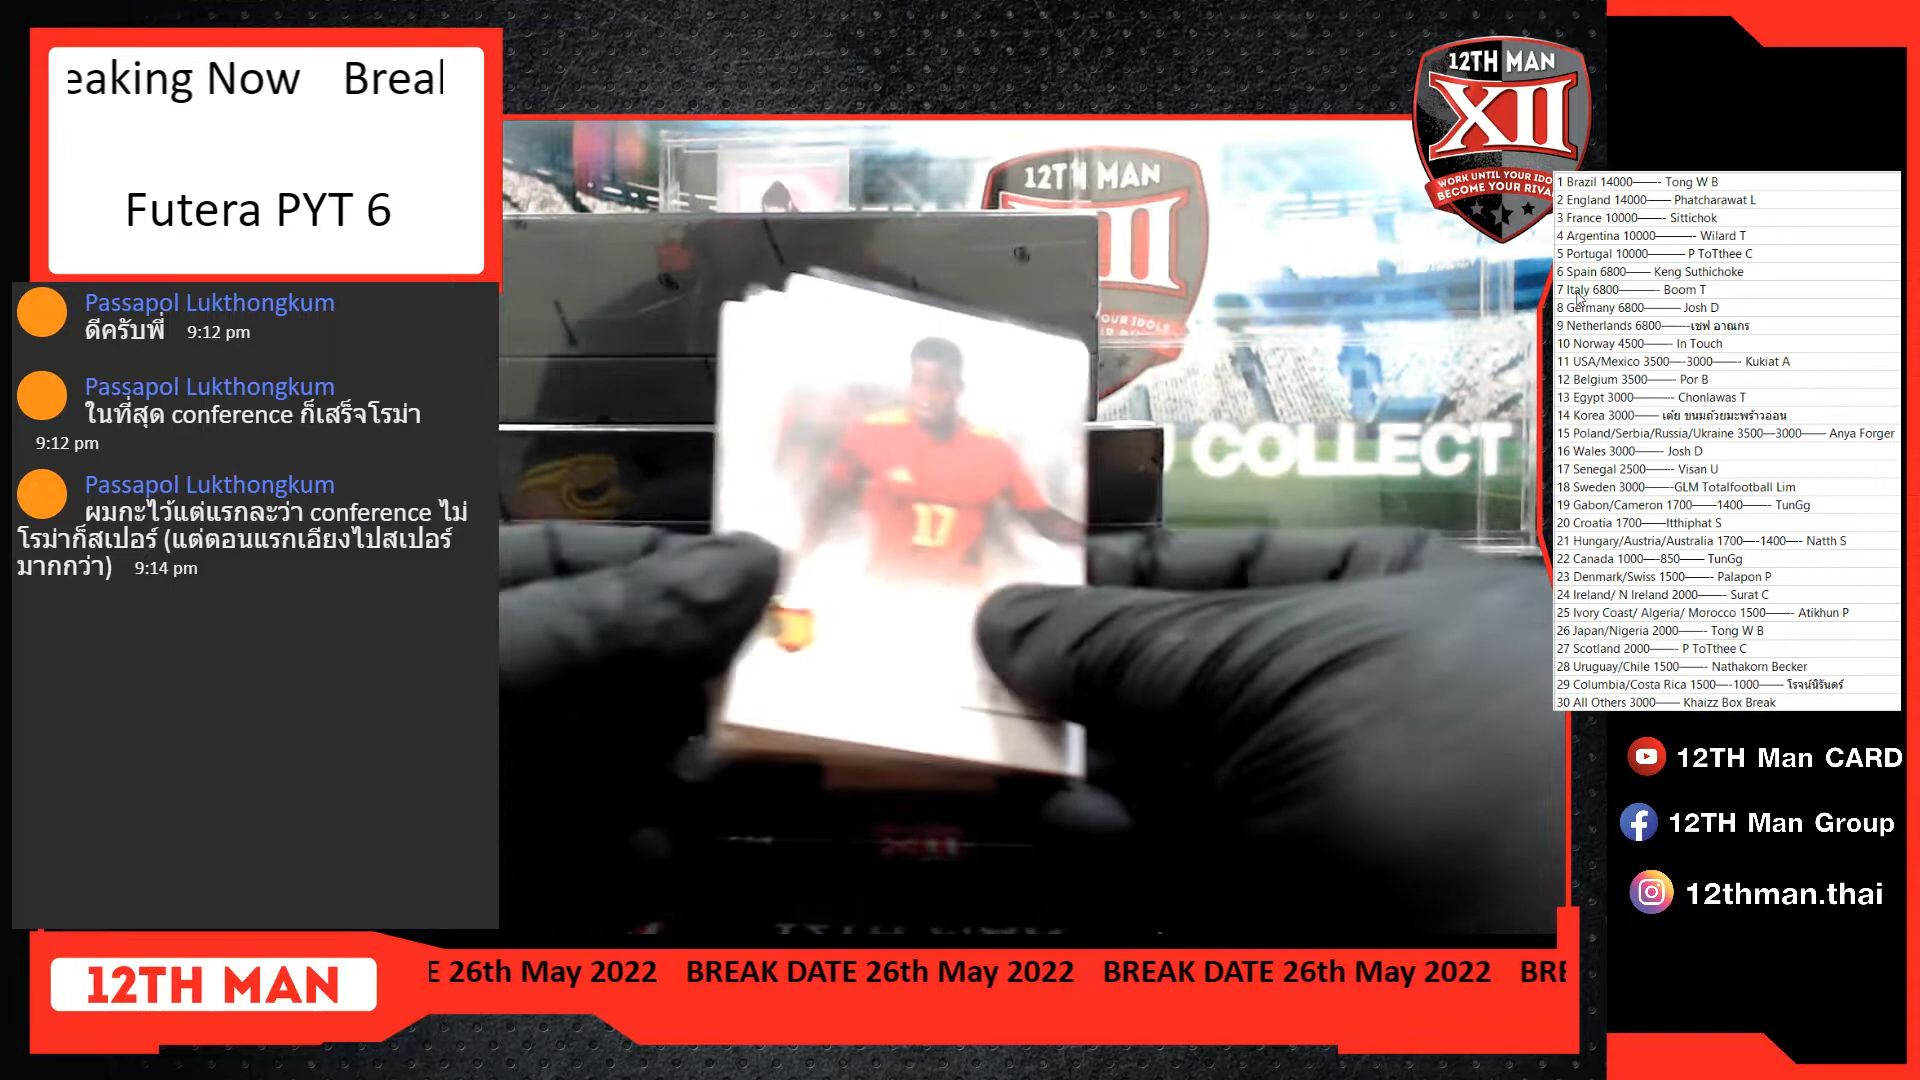 eaking Now Break
Futera PYT 6
Passapol Lukthongkum
ดีครับพี่ 9:12 pm
Passapol Lukthongkum
ในที่สุด conference ก็เสร็จโรม่า
9:12 pm
Passapol Lukthongkum
ผมกะไว้แต่แรกละว่า conference ไม่
โรม่าก็สเปอร์ (แต่ตอนแรกเอียงไปสเปอร์
มากกว่า) 9:14 pm
12TH MAN
COLLECT
17
12TH MAN
XII
WORK UNTIL YOUR IDO
BECOME YOUR RIVA
1 Brazil 14000——- Tong W B
2 England 14000—— Phatcharawat L
3 France 10000——- Sittichok
4 Argentina 10000———- Wilard T
5 Portugal 10000——— P ToTthee C
6 Spain 6800—— Keng Suthichoke
7 Italy 6800———- Boom T
8 Germany 6800——— Josh D
9 Netherlands 6800——-เชฟ อาณกร
10 Norway 4500——- In Touch
11 USA/Mexico 3500—-3000——- Kukiat A
12 Belgium 3500——- Por B
13 Egypt 3000——- Chonlawas T
14 Korea 3000—— เต้ย ขนมถ้วยมะพร้าวอ่อน
15 Poland/Serbia/Russia/Ukraine 3500—3000—— Anya Forger
16 Wales 3000——- Josh D
17 Senegal 2500——- Visan U
18 Sweden 3000——-GLM Totalfootball Lim
19 Gabon/Cameron 1700——1400——- TunGg
20 Croatia 1700——Itthiphat S
21 Hungary/Austria/Australia 1700—-1400—- Natth S
22 Canada 1000—-850—— TunGg
23 Denmark/Swiss 1500——- Palapon P
24 Ireland/ N Ireland 2000——- Surat C
25 Ivory Coast/ Algeria/ Morocco 1500——- Atikhun P
26 Japan/Nigeria 2000——- Tong W B
27 Scotland 2000——- P ToTthee C
28 Uruguay/Chile 1500——- Nathakorn Becker
29 Columbia/Costa Rica 1500—-1000—— โรจน์นิรันดร์
30 All Others 3000—— Khaizz Box Break
12TH Man CARD
12TH Man Group
12thman.thai
12TH MAN
E 26th May 2022 BREAK DATE 26th May 2022 BREAK DATE 26th May 2022 BRE